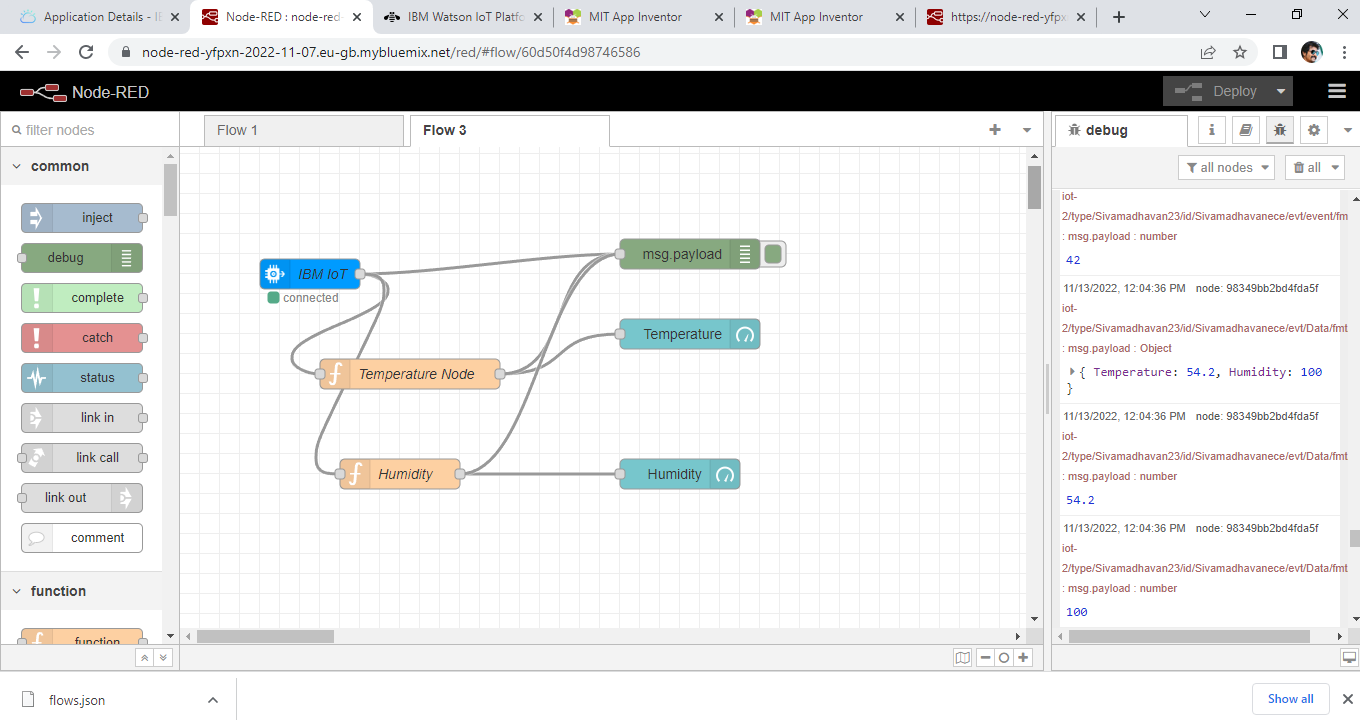 Application Details - IE
Node-RED : node-red-
IBM Watson IoT Platfo
MIT App Inventor
MIT App Inventor
https://node-red-yfpxn
node-red-yfpxn-2022-11-07.eu-gb.mybluemix.net/red/#flow/60d50f4d98746586
Node-RED
Deploy
filter nodes
common
inject
debug
complete
catch
status
link in
link call
link out
comment
function
function
Flow 1
Flow 3
IBM IoT
connected
msg.payload
Temperature
Temperature Node
Humidity
Humidity
debug
all nodes
all
iot-
2/type/Sivamadhavan23/id/Sivamadhavanece/evt/event/fmt
: msg.payload : number
42
11/13/2022, 12:04:36 PM node: 98349bb2bd4fda5f
iot-
2/type/Sivamadhavan23/id/Sivamadhavanece/evt/Data/fmt
: msg.payload : Object
{ Temperature: 54.2, Humidity: 100
}
11/13/2022, 12:04:36 PM node: 98349bb2bd4fda5f
iot-
2/type/Sivamadhavan23/id/Sivamadhavanece/evt/Data/fmt
: msg.payload : number
54.2
11/13/2022, 12:04:36 PM node: 98349bb2bd4fda5f
iot-
2/type/Sivamadhavan23/id/Sivamadhavanece/evt/Data/fmt
: msg.payload : number
100
flows.json
Show all